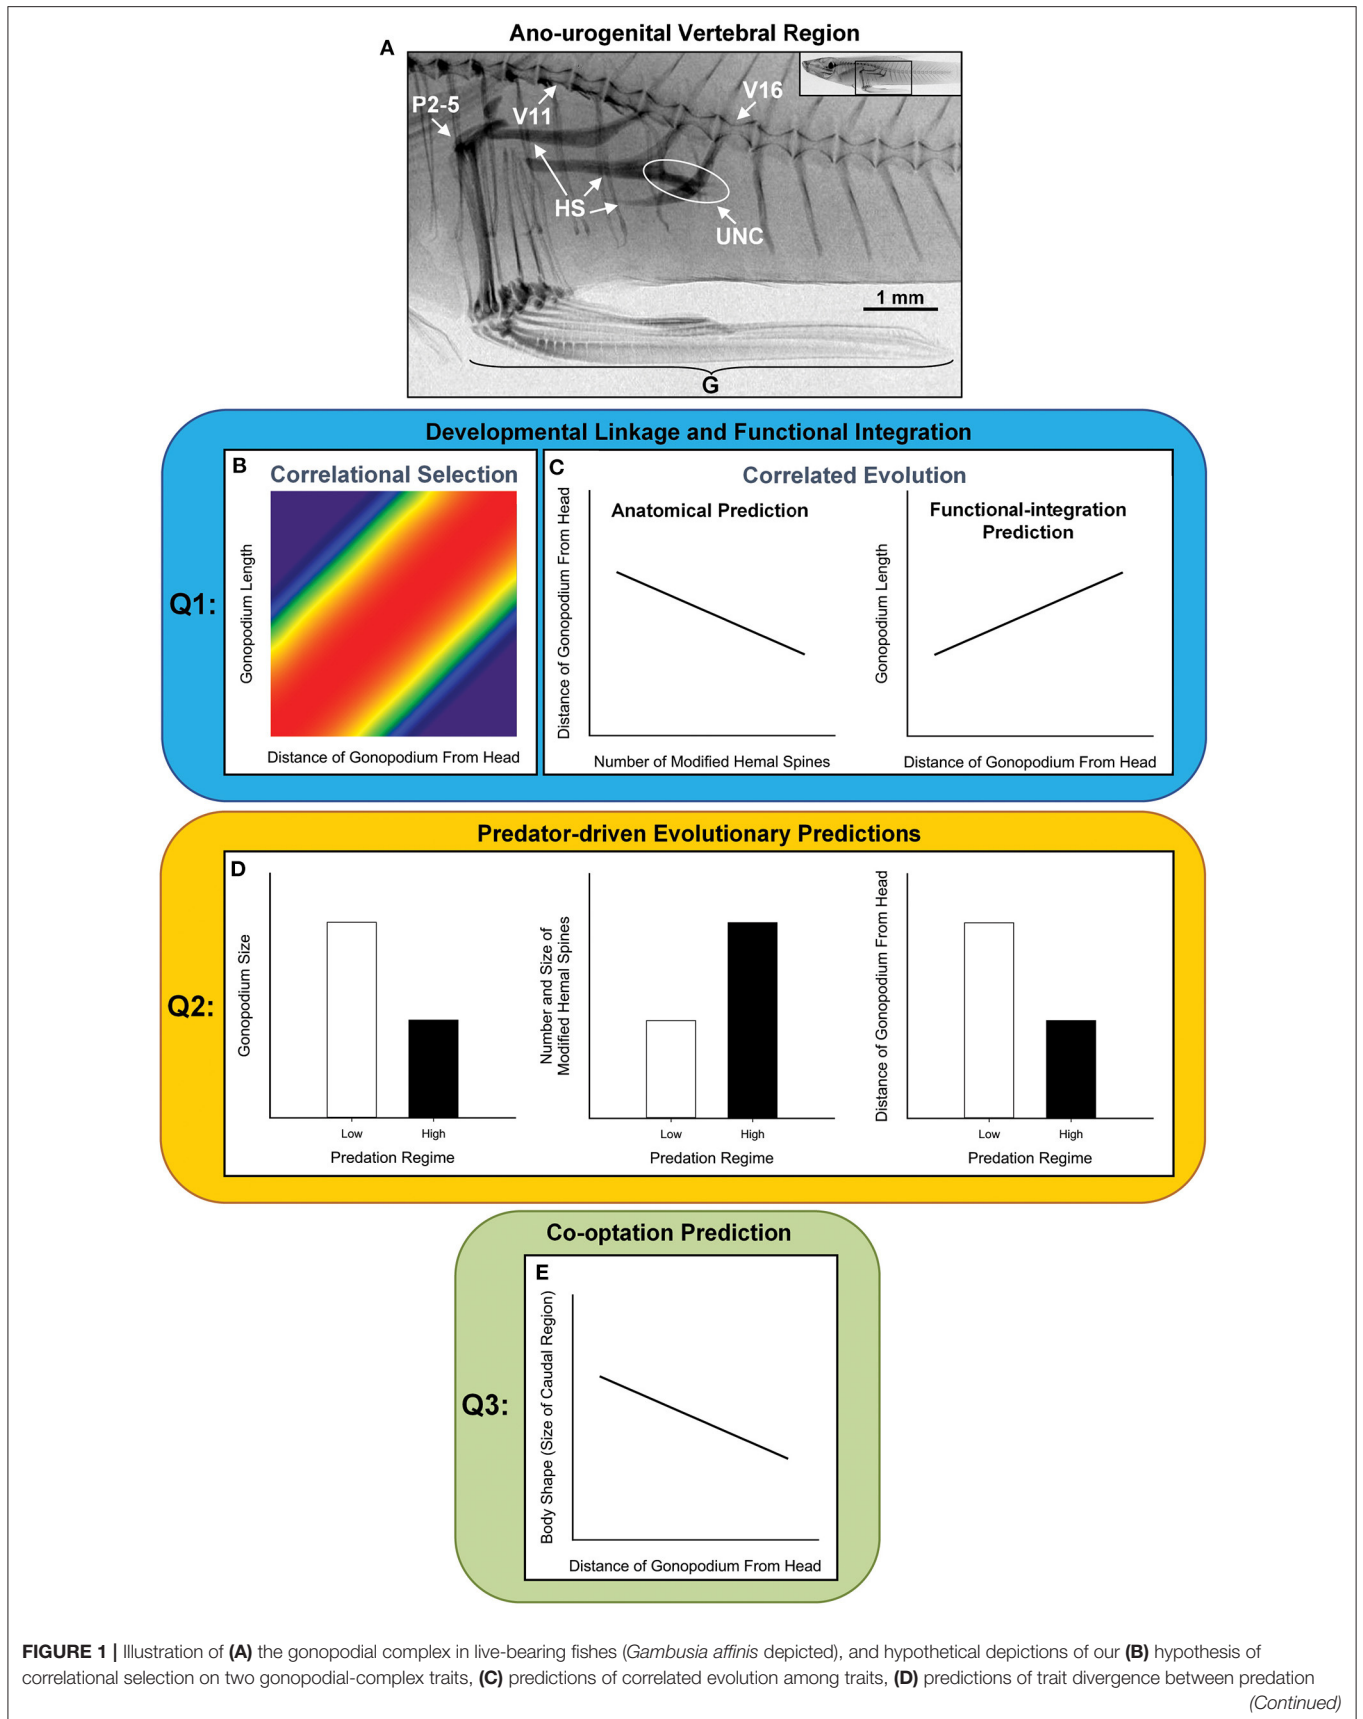 Ano-urogenital Vertebral Region
A
P2-5
V11
V16
HS
UNC
1 mm
G
Developmental Linkage and Functional Integration
Q1:
B
Correlational Selection
Gonopodium Length
Distance of Gonopodium From Head
C
Correlated Evolution
Anatomical Prediction
Distance of Gonopodium From Head
Number of Modified Hemal Spines
Functional-integration
Prediction
Gonopodium Length
Distance of Gonopodium From Head
Predator-driven Evolutionary Predictions
Q2:
D
Gonopodium Size
Low High
Predation Regime
Number and Size of
Modified Hemal Spines
Low High
Predation Regime
Distance of Gonopodium From Head
Low High
Predation Regime
Co-optation Prediction
Q3:
E
Body Shape (Size of Caudal Region)
Distance of Gonopodium From Head
FIGURE 1 | Illustration of (A) the gonopodial complex in live-bearing fishes (Gambusia affinis depicted), and hypothetical depictions of our (B) hypothesis of
correlational selection on two gonopodial-complex traits, (C) predictions of correlated evolution among traits, (D) predictions of trait divergence between predation
(Continued)